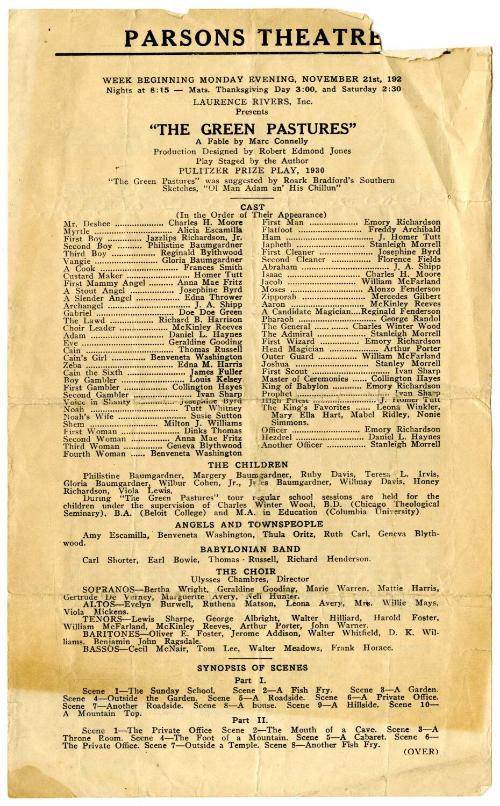 PARSONS THEATRE
WEEK BEGINNING MONDAY EVENING, NOVEMBER 21st, 192
Nights at 8:15 — Mats. Thanksgiving Day 3:00, and Saturday 2:30
LAURENCE RIVERS, Inc.
Presents
"THE GREEN PASTURES"
A Fable by Marc Connelly
Production Designed by Robert Edmond Jones
Play Staged by the Author
PULITZER PRIZE PLAY, 1930
"The Green Pastures" was suggested by Roark Bradford's Southern
Sketches, "Ol Man Adam an' His Chillun"
CAST
(In the Order of Their Appearance)
Mr. Deshee ........ Charles H. Moore
Myrtle ........ Alicia Escamilla
First Boy ........ Jazzlips Richardson, Jr.
Second Boy ........ Philistine Baumgardner
Third Boy ........ Reginald Blythwood
Vangie ........ Gloria Baumgardner
A Cook ........ Frances Smith
Custard Maker ........ Homer Tutt
First Mammy Angel ........ Anna Mae Fritz
A Stout Angel ........ Josephine Byrd
A Slender Angel ........ Edna Thrower
Archangel ........ J. A. Shipp
Gabriel ........ Doe Doe Green
The Lawd ........ Richard B. Harrison
Choir Leader ........ McKinley Reeves
Adam ........ Daniel L. Haynes
Eve ........ Geraldine Gooding
Cain ........ Thomas Russell
Cain's Girl ........ Benveneta Washington
Zeba ........ Edna M. Harris
Cain the Sixth ........ James Fuller
Boy Gambler ........ Louis Kelsey
First Gambler ........ Collington Hayes
Second Gambler ........ Ivan Sharp
Voice in Shanty ........ Josephine Byrd
Noah ........ Tutt Whitney
Noah's Wife ........ Susie Sutton
Shem ........ Milton J. Williams
First Woman ........ Dinks Thomas
Second Woman ........ Anna Mae Fritz
Third Woman ........ Geneva Blythwood
Fourth Woman ........ Benveneta Washington
First Man ........ Emory Richardson
Flatfoot ........ Freddy Archibald
Ham ........ J. Homer Tutt
Japheth ........ Stanleigh Morrell
First Cleaner ........ Josephine Byrd
Second Cleaner ........ Florence Fields
Abraham ........ J. A. Shipp
Isaac ........ Charles H. Moore
Jacob ........ William McFarland
Moses ........ Alonzo Fenderson
Zipporah ........ Mercedes Gilbert
Aaron ........ McKinley Reeves
A Candidate Magician...Reginald Fenderson
Pharaoh ........ George Randol
The General ........ Charles Winter Wood
The Admiral ........ Stanleigh Morrell
First Wizard ........ Emory Richardson
Head Magician ........ Arthur Porter
Outer Guard ........ William McFarland
Joshua ........ Stanley Morrell
First Scout ........ Ivan Sharp
Master of Ceremonies ........ Collington Hayes
King of Babylon ........ Emory Richardson
Prophet ........ Ivan Sharp
High Priest ........ J. Homer Tutt
The King's Favorites ..... Leona Winkler,
Mary Ella Hart, Mabel Ridley, Nonie
Simmons.
Officer ........ Emory Richardson
Hezdrel ........ Daniel L. Haynes
Another Officer ........ Stanleigh Morrell
THE CHILDREN
Philistine Baumgardner, Margery Baumgardner, Ruby Davis, Teresa L. Irvis,
Gloria Baumgardner, Wilbur Cohen, Jr., Baumgardner, Wilbunay Davis, Honey
Richardson, Viola Lewis.
During "The Green Pastures" tour regular school sessions are held for the
children under the supervision of Charles Winter Wood, B.D. (Chicago Theological
Seminary), B.A. (Beloit College) and M.A. in Education (Columbia University)
ANGELS AND TOWNSPEOPLE
Amy Escamilla, Benveneta Washington, Thula Oritz, Ruth Carl, Geneva Blyth-
wood.
BABYLONIAN BAND
Carl Shorter, Earl Bowie, Thomas Russell, Richard Henderson.
THE CHOIR
Ulysses Chambres, Director
SOPRANOS—Bertha Wright, Geraldine Gooding, Marie Warren, Mattie Harris,
Gertrude De Verney, Marguerite Avery, Nell Hunter.
ALTOS—Evelyn Burwell, Ruthena Matson, Leona Avery, Mrs. Willie Mays,
Viola Mickens.
TENORS—Lewis Sharpe, George Albright, Walter Hilliard, Harold Foster,
William McFarland, McKinley Reeves, Arthur Porter, John Warner.
BARITONES—Oliver E. Foster, Jerome Addison, Walter Whitfield, D. K. Wil-
liams, Benjamin John Ragsdale.
BASSOS—Cecil McNair, Tom Lee, Walter Meadows, Frank Horace.
SYNOPSIS OF SCENES
Part I.
Scene 1—The Sunday School. Scene 2—A Fish Fry. Scene 3—A Garden.
Scene 4—Outside the Garden. Scene 5—A Roadside. Scene 6—A Private Office.
Scene 7—Another Roadside. Scene 8—A house. Scene 9—A Hillside. Scene 10—
A Mountain Top.
Part II.
Scene 1—The Private Office Scene 2—The Mouth of a Cave. Scene 3—A
Throne Room. Scene 4—The Foot of a Mountain. Scene 5—A Cabaret. Scene 6—
The Private Office. Scene 7—Outside a Temple. Scene 8—Another Fish Fry.
(OVER)